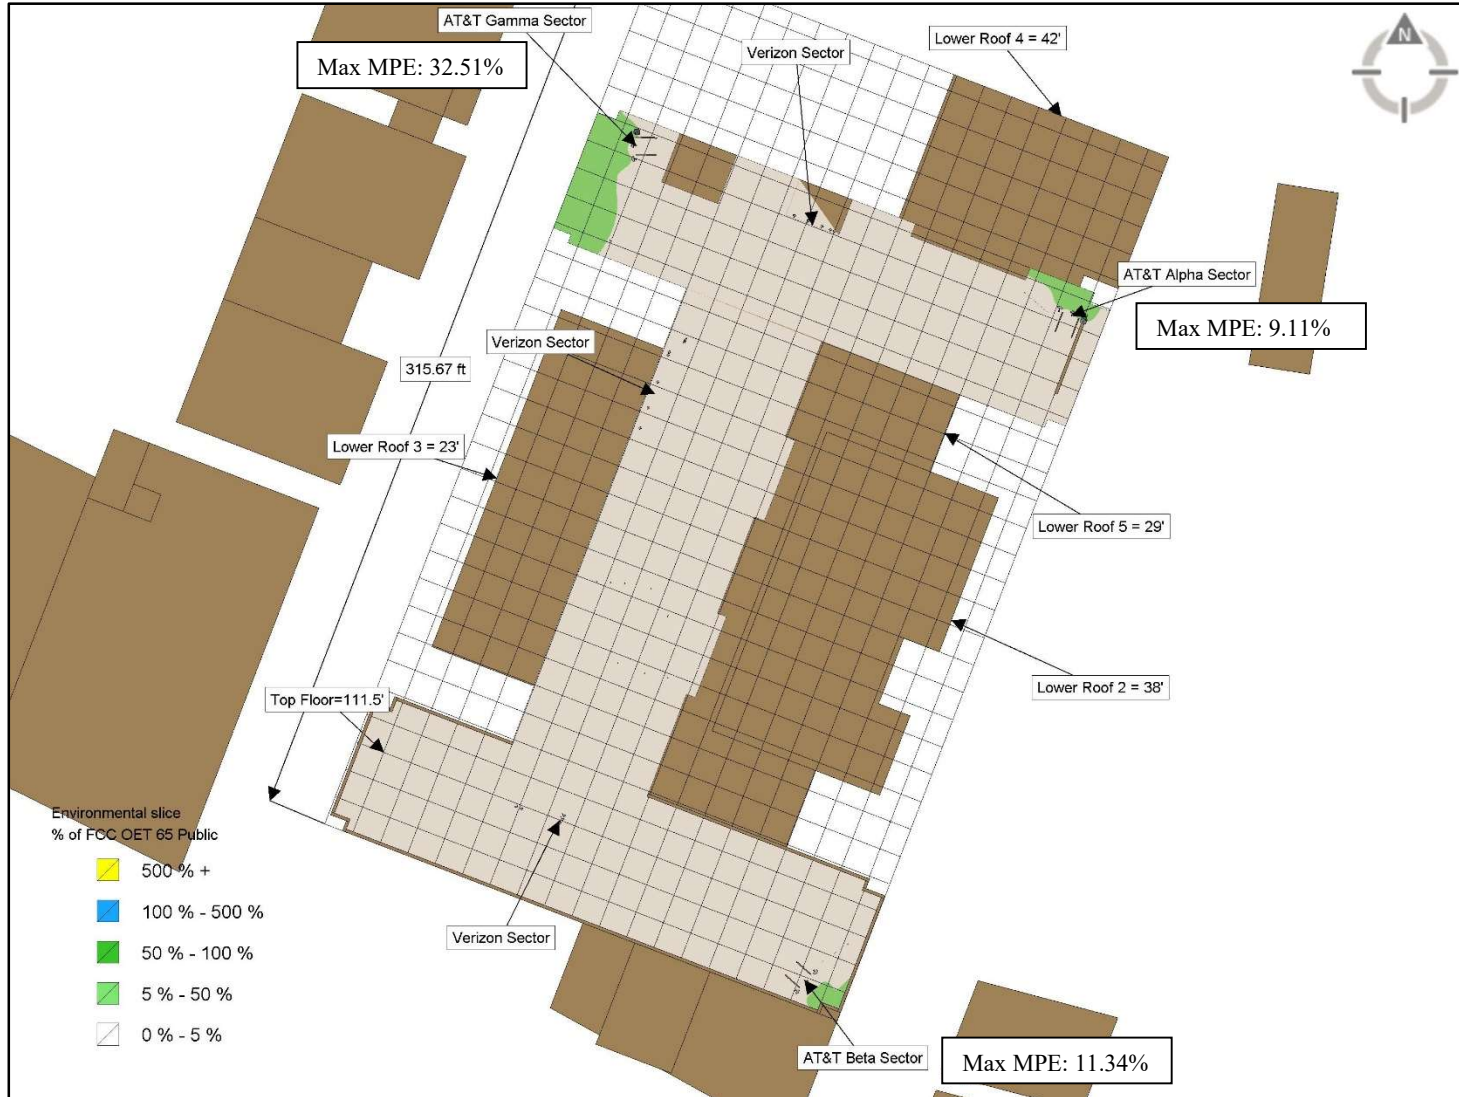 AT&T Gamma Sector
N
Lower Roof 4 = 42'
Verizon Sector
Max MPE: 32.51%
AT&T Alpha Sector
Max MPE: 9.11%
Verizon Sector
315.67 ft
Lower Roof 3 = 23'
Lower Roof 5 = 29'
Lower Roof 2 = 38'
Top Floor=111.5'
Environmental slice
% of FCC OET 65 Public
500 % +
100 % - 500 %
50 % - 100 %
5 % - 50 %
0 % - 5 %
Verizon Sector
AT&T Beta Sector
Max MPE: 11.34%